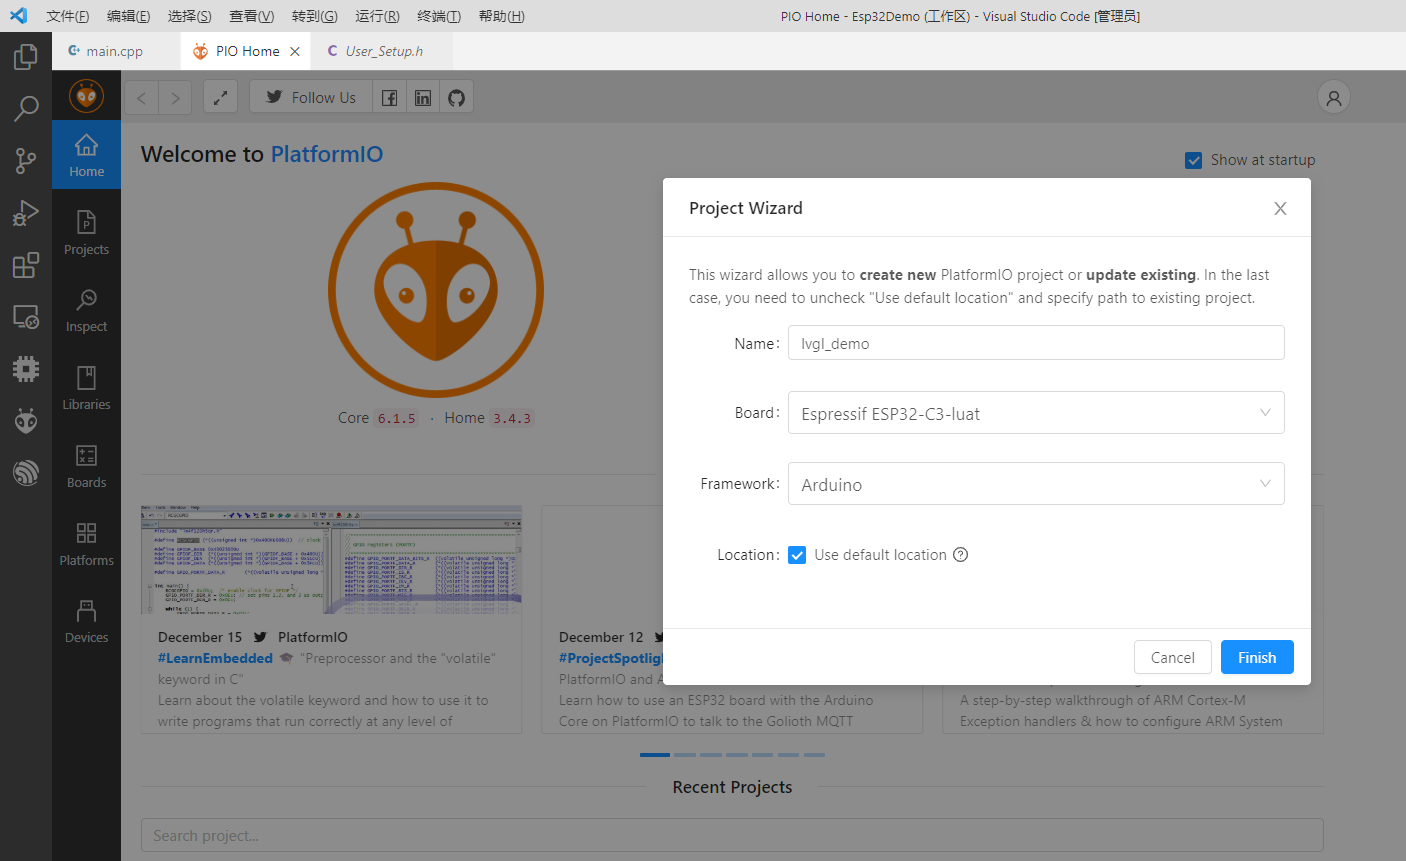 文件(F) 编辑(E) 选择(S) 查看(V) 转到(G) 运行(R) 终端(T) 帮助(H) PIO Home - Esp32Demo (工作区) - Visual Studio Code [管理员]
main.cpp PIO Home User_Setup.h
Follow Us
Home
Projects
Inspect
Libraries
Boards
Platforms
Devices
Welcome to PlatformIO
Show at startup
Core 6.1.5 · Home 3.4.3
Project Wizard
This wizard allows you to create new PlatformIO project or update existing. In the last
case, you need to uncheck "Use default location" and specify path to existing project.
Name: lvgl_demo
Board: Espressif ESP32-C3-luat
Framework: Arduino
Location: Use default location
Cancel Finish
December 15 PlatformIO
#LearnEmbedded "Preprocessor and the "volatile"
keyword in C"
Learn about the volatile keyword and how to use it to
write programs that run correctly at any level of
December 12
#ProjectSpotligh
PlatformIO and A
Learn how to use an ESP32 board with the Arduino
Core on PlatformIO to talk to the Golioth MQTT
A step-by-step walkthrough of ARM Cortex-M
Exception handlers & how to configure ARM System
Recent Projects
Search project...